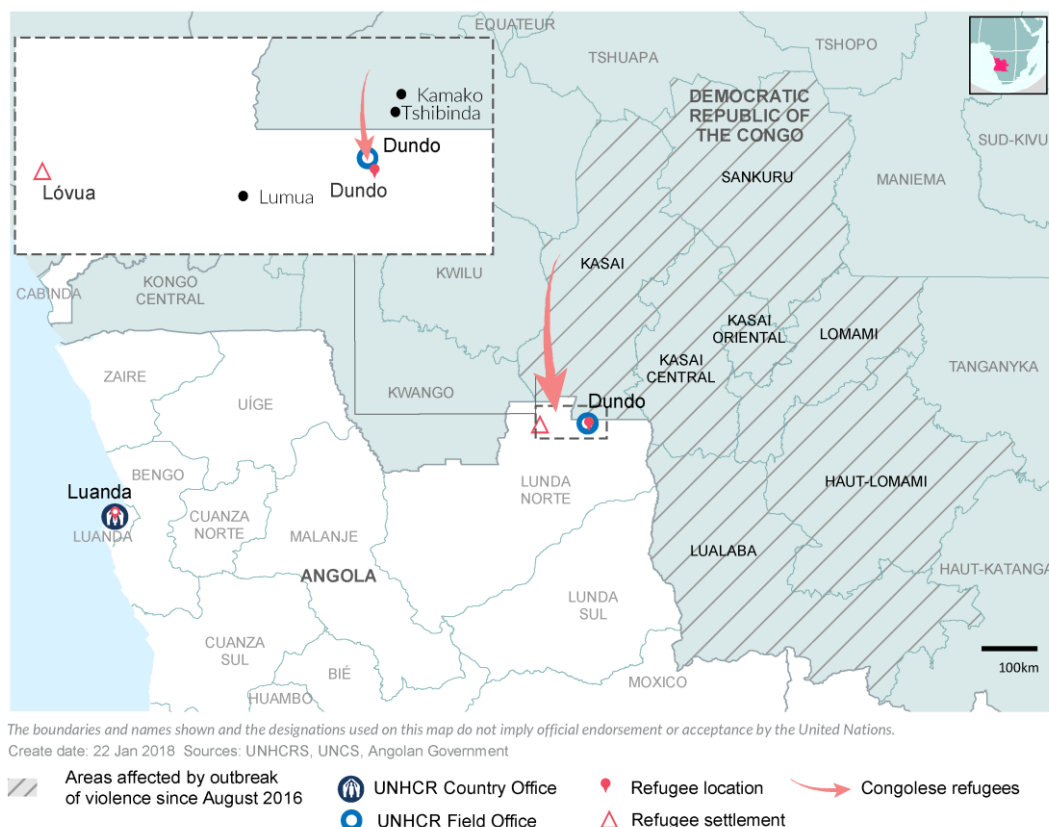 EQUATEUR
TSHUAPA
TSHOPO
DEMOCRATIC
REPUBLIC OF
THE CONGO
SUD-KIVU
SANKURU
MANIEMA
Kamako
Tshibinda
Dundo
Dundo
Lóvua
Lumua
KASAI
KWILU
CABINDA
KONGO
CENTRAL
KASAI
ORIENTAL
LOMAMI
KASAI
CENTRAL
TANGANYKA
ZAIRE
UÍGE
KWANGO
Dundo
BENGO
LUNDA
NORTE
HAUT-LOMAMI
Luanda
LUANDA
CUANZA
NORTE
MALANJE
LUALABA
HAUT-KATANGA
ANGOLA
LUNDA
SUL
CUANZA
SUL
BIÉ
HUAMBO
MOXICO
100km
The boundaries and names shown and the designations used on this map do not imply official endorsement or acceptance by the United Nations.
Create date: 22 Jan 2018 Sources: UNHCRS, UNCS, Angolan Government
Areas affected by outbreak
of violence since August 2016
UNHCR Country Office
UNHCR Field Office
Refugee location
Refugee settlement
Congolese refugees